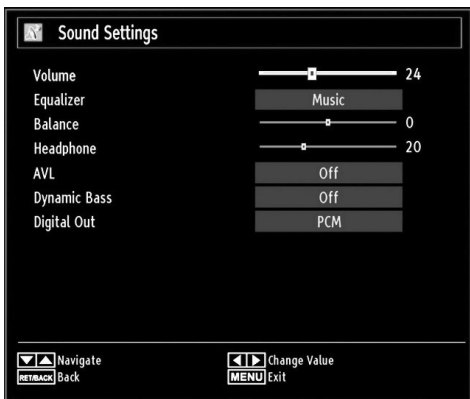 Sound Settings
Volume 24
Equalizer Music
Balance 0
Headphone 20
AVL Off
Dynamic Bass Off
Digital Out PCM
Navigate Change Value
RET/BACK Back MENU Exit